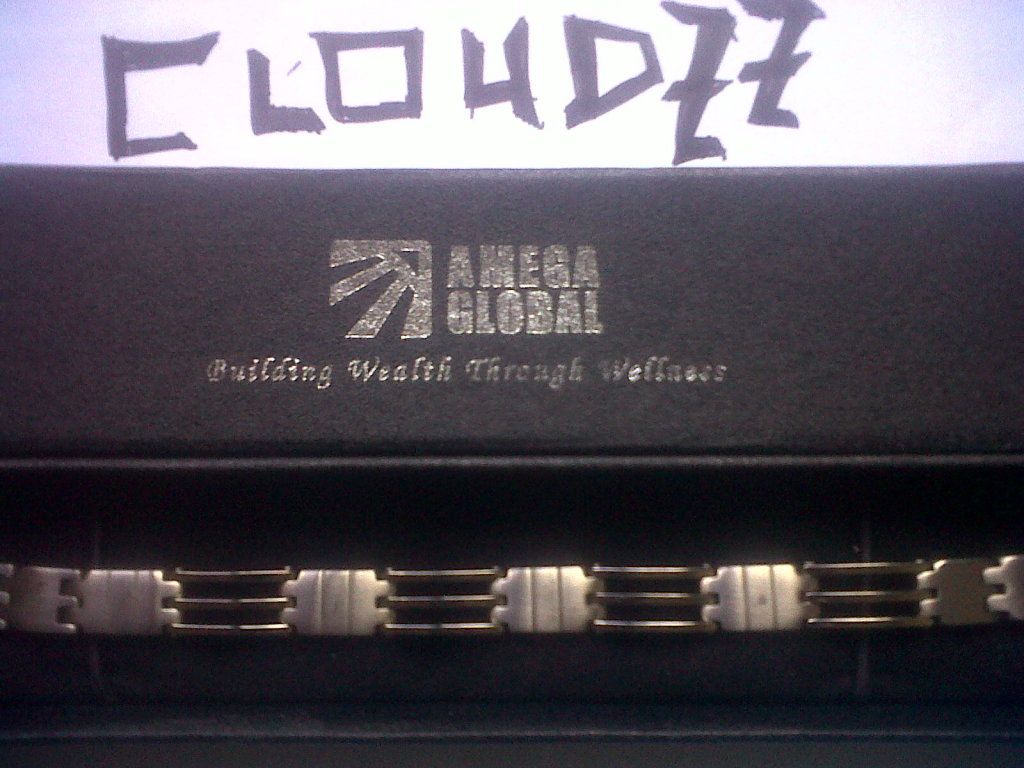 CLOUDZZ
AMEGA
GLOBAL
Building Wealth Through Wellness